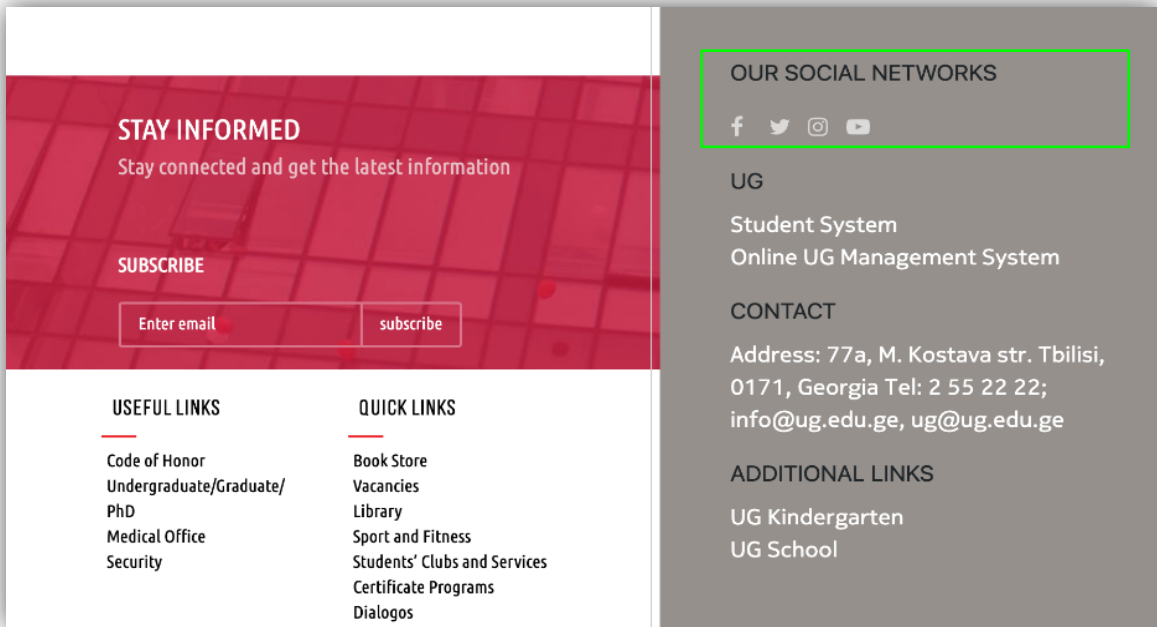 STAY INFORMED
Stay connected and get the latest information
SUBSCRIBE
Enter email
subscribe
USEFUL LINKS
Code of Honor
Undergraduate/Graduate/
PhD
Medical Office
Security
QUICK LINKS
Book Store
Vacancies
Library
Sport and Fitness
Students’ Clubs and Services
Certificate Programs
Dialogos
OUR SOCIAL NETWORKS
UG
Student System
Online UG Management System
CONTACT
Address: 77a, M. Kostava str. Tbilisi,
0171, Georgia Tel: 2 55 22 22;
info@ug.edu.ge, ug@ug.edu.ge
ADDITIONAL LINKS
UG Kindergarten
UG School